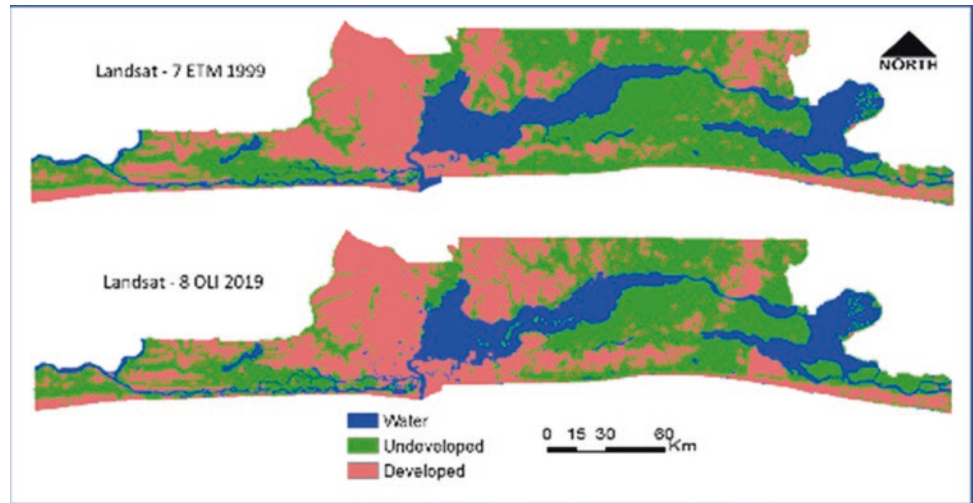 Landsat - 7 ETM 1999
NORTH
Landsat - 8 OLI 2019
Water
Undeveloped
Developed
0 15 30 60
Km